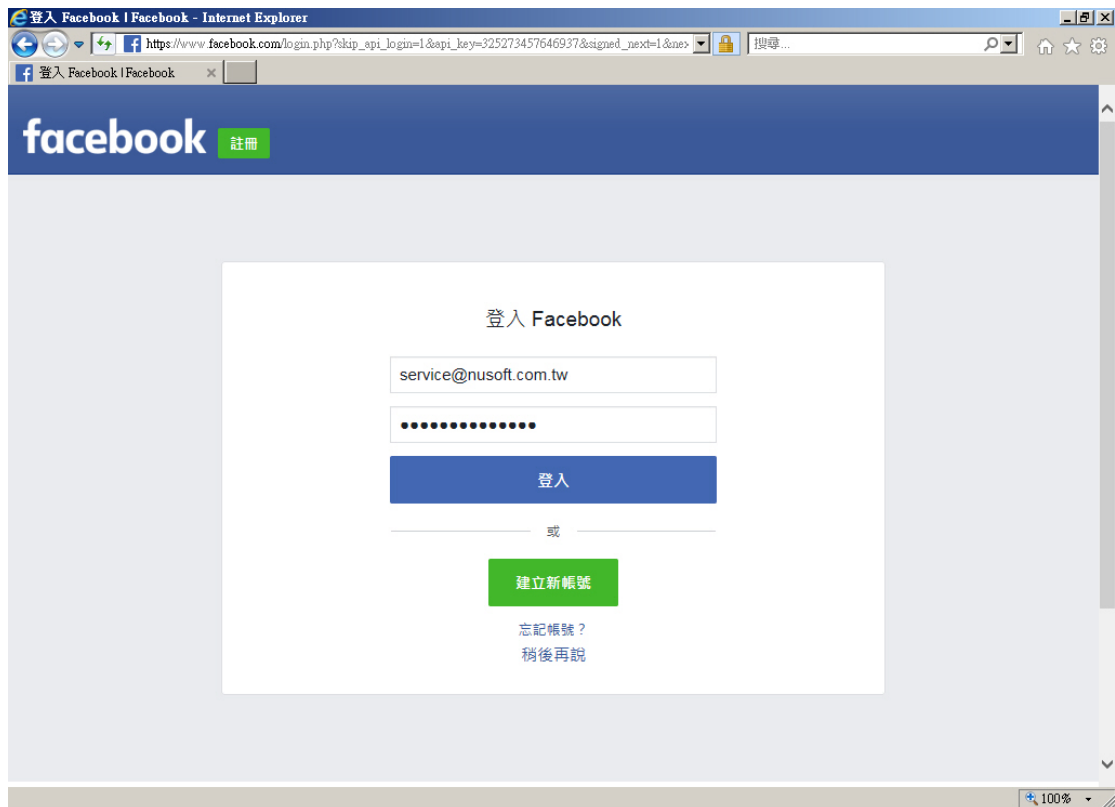 登入 Facebook | Facebook - Internet Explorer
https://www.facebook.com/login.php?skip_api_login=1&api_key=325273457646937&signed_next=1&nex
搜尋...
登入 Facebook | Facebook
facebook
註冊
登入 Facebook
service@nusoft.com.tw
登入
或
建立新帳號
忘記帳號？
稍後再說
100%